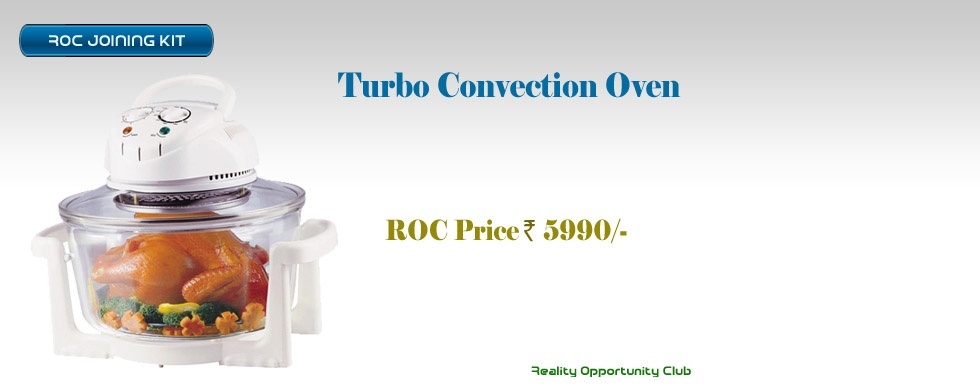 ROC JOINING KIT
Turbo Convection Oven
ROC Price ₹ 5990/-
Reality Opportunity Club